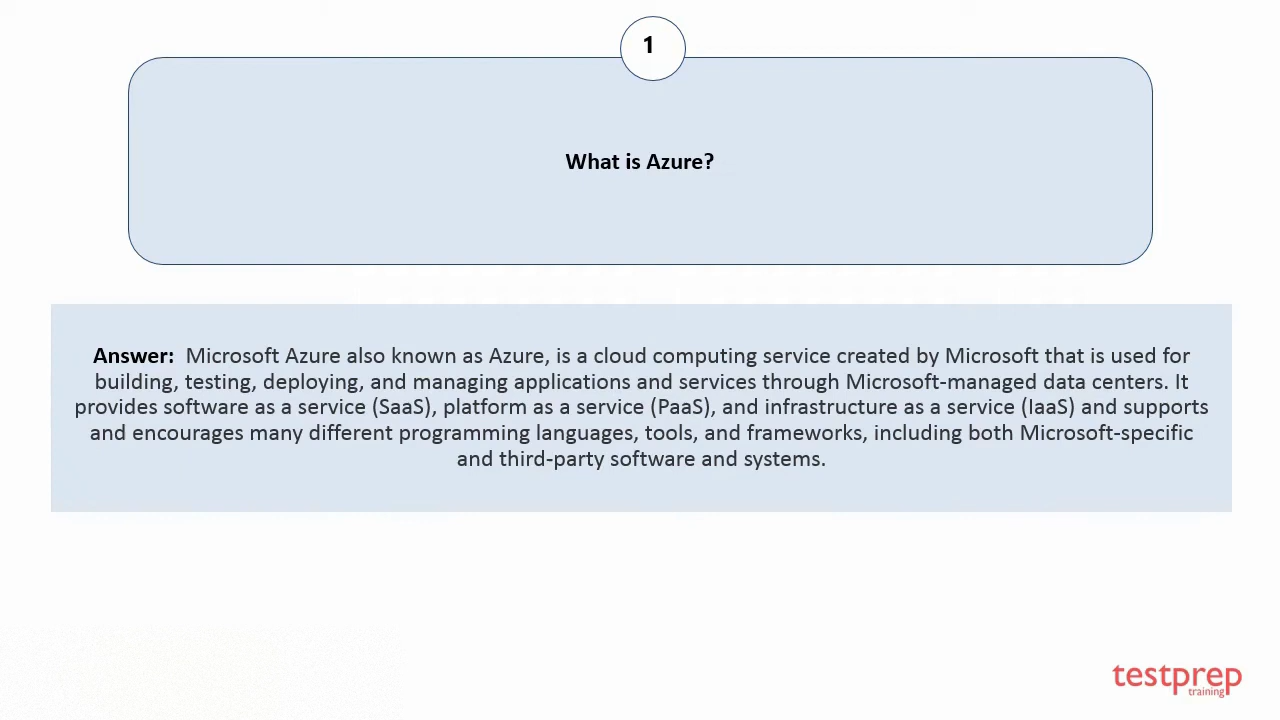 1
What is Azure?
Answer: Microsoft Azure also known as Azure, is a cloud computing service created by Microsoft that is used for
building, testing, deploying, and managing applications and services through Microsoft-managed data centers. It
provides software as a service (SaaS), platform as a service (PaaS), and infrastructure as a service (IaaS) and supports
and encourages many different programming languages, tools, and frameworks, including both Microsoft-specific
and third-party software and systems.
testprep
training